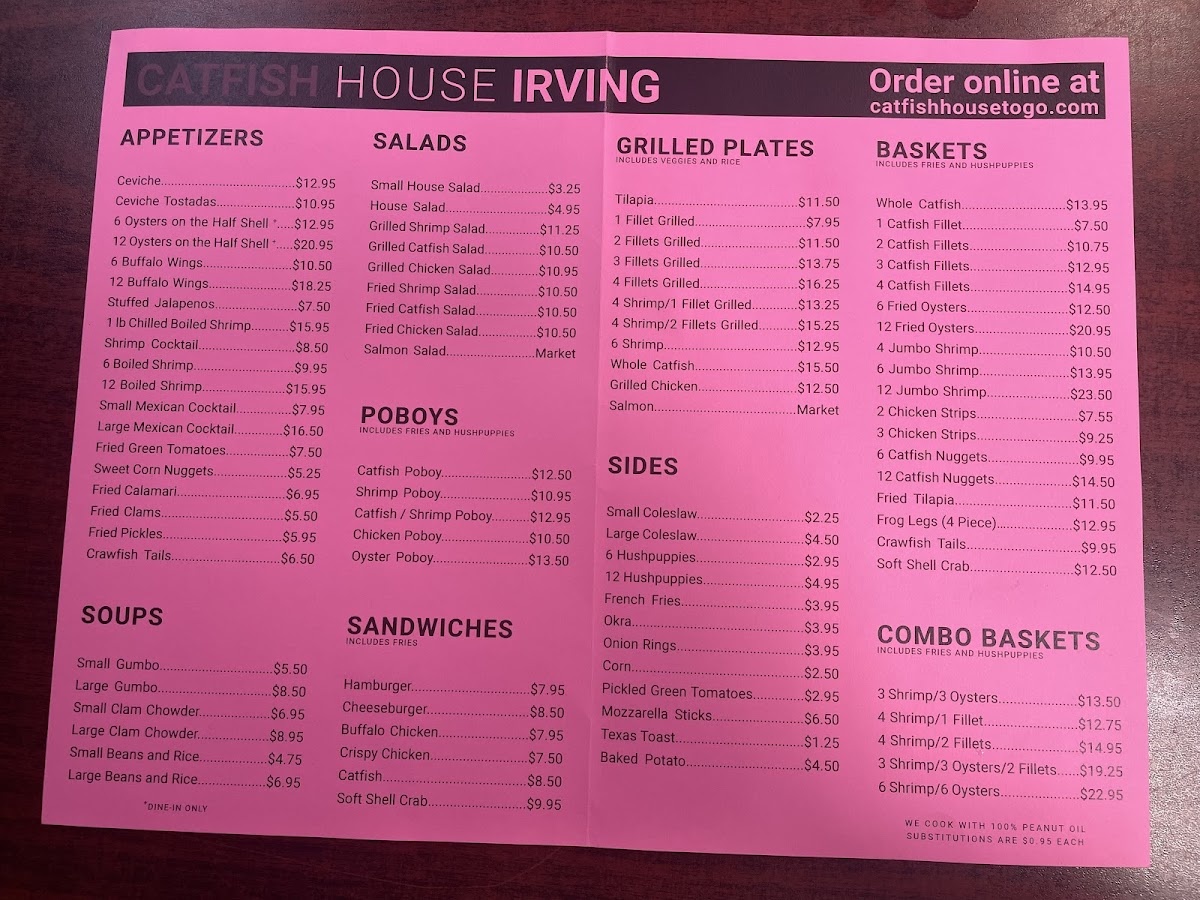 CATFISH HOUSE IRVING
Order online at
catfishhousetogo.com
APPETIZERS
Ceviche..............................$12.95
Ceviche Tostadas...............$10.95
6 Oysters on the Half Shell *.....$12.95
12 Oysters on the Half Shell *.....$20.95
6 Buffalo Wings....................$10.50
12 Buffalo Wings...................$18.25
Stuffed Jalapenos...................$7.50
1 lb Chilled Boiled Shrimp.........$15.95
Shrimp Cocktail.....................$8.50
6 Boiled Shrimp.....................$9.95
12 Boiled Shrimp...................$15.95
Small Mexican Cocktail.............$7.95
Large Mexican Cocktail............$16.50
Fried Green Tomatoes..............$7.50
Sweet Corn Nuggets................$5.25
Fried Calamari......................$6.95
Fried Clams.........................$5.50
Fried Pickles.......................$5.95
Crawfish Tails......................$6.50
SOUPS
Small Gumbo.........................$5.50
Large Gumbo.........................$8.50
Small Clam Chowder................$6.95
Large Clam Chowder................$8.95
Small Beans and Rice...............$4.75
Large Beans and Rice...............$6.95
*DINE-IN ONLY
SALADS
Small House Salad..................$3.25
House Salad.........................$4.95
Grilled Shrimp Salad...............$11.25
Grilled Catfish Salad..............$10.50
Grilled Chicken Salad..............$10.95
Fried Shrimp Salad.................$10.50
Fried Catfish Salad................$10.50
Fried Chicken Salad................$10.50
Salmon Salad........................Market
POBOYS
INCLUDES FRIES AND HUSHPUPPIES
Catfish Poboy......................$12.50
Shrimp Poboy.......................$10.95
Catfish / Shrimp Poboy............$12.95
Chicken Poboy......................$10.50
Oyster Poboy.......................$13.50
SANDWICHES
INCLUDES FRIES
Hamburger...........................$7.95
Cheeseburger........................$8.50
Buffalo Chicken.....................$7.95
Crispy Chicken......................$7.50
Catfish.............................$8.50
Soft Shell Crab.....................$9.95
GRILLED PLATES
INCLUDES VEGGIES AND RICE
Tilapia............................$11.50
1 Fillet Grilled....................$7.95
2 Fillets Grilled..................$11.50
3 Fillets Grilled..................$13.75
4 Fillets Grilled..................$16.25
4 Shrimp/1 Fillet Grilled..........$13.25
4 Shrimp/2 Fillets Grilled.........$15.25
6 Shrimp...........................$12.95
Whole Catfish......................$15.50
Grilled Chicken....................$12.50
Salmon..............................Market
SIDES
Small Coleslaw......................$2.25
Large Coleslaw......................$4.50
6 Hushpuppies.......................$2.95
12 Hushpuppies......................$4.95
French Fries........................$3.95
Okra................................$3.95
Onion Rings.........................$3.95
Corn................................$2.50
Pickled Green Tomatoes.............$2.95
Mozzarella Sticks...................$6.50
Texas Toast.........................$1.25
Baked Potato........................$4.50
BASKETS
INCLUDES FRIES AND HUSHPUPPIES
Whole Catfish......................$13.95
1 Catfish Fillet....................$7.50
2 Catfish Fillets..................$10.75
3 Catfish Fillets..................$12.95
4 Catfish Fillets..................$14.95
6 Fried Oysters....................$12.50
12 Fried Oysters...................$20.95
4 Jumbo Shrimp.....................$10.50
6 Jumbo Shrimp.....................$13.95
12 Jumbo Shrimp....................$23.50
2 Chicken Strips....................$7.55
3 Chicken Strips....................$9.25
6 Catfish Nuggets...................$9.95
12 Catfish Nuggets.................$14.50
Fried Tilapia......................$11.50
Frog Legs (4 Piece)................$12.95
Crawfish Tails......................$9.95
Soft Shell Crab....................$12.50
COMBO BASKETS
INCLUDES FRIES AND HUSHPUPPIES
3 Shrimp/3 Oysters.................$13.50
4 Shrimp/1 Fillet..................$12.75
4 Shrimp/2 Fillets.................$14.95
3 Shrimp/3 Oysters/2 Fillets......$19.25
6 Shrimp/6 Oysters.................$22.95
WE COOK WITH 100% PEANUT OIL
SUBSTITUTIONS ARE $0.95 EACH